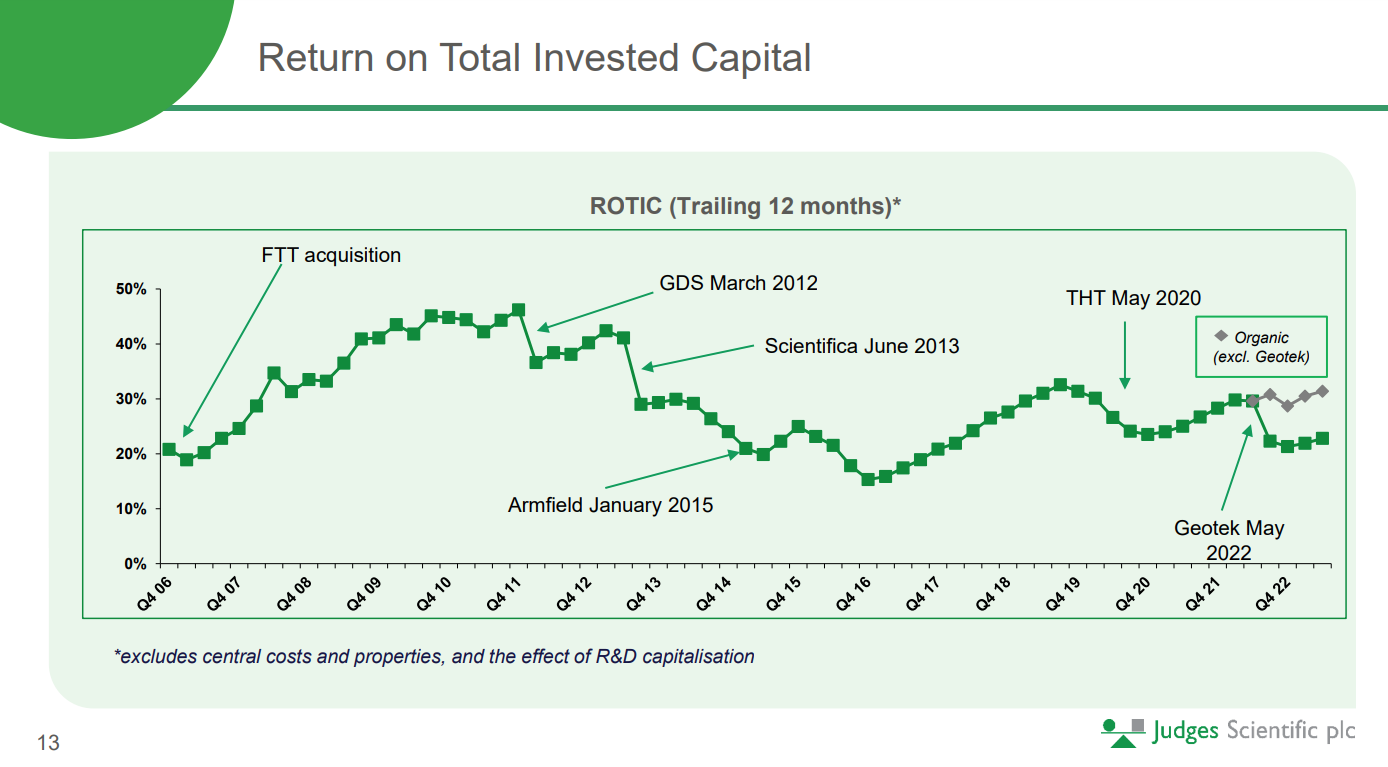 Return on Total Invested Capital
ROTIC (Trailing 12 months)*
FTT acquisition
GDS March 2012
THT May 2020
Scientifica June 2013
Organic
(excl. Geotek)
Armfield January 2015
Geotek May
2022
50%
40%
30%
20%
10%
0%
Q4 06
Q4 07
Q4 08
Q4 09
Q4 10
Q4 11
Q4 12
Q4 13
Q4 14
Q4 15
Q4 16
Q4 17
Q4 18
Q4 19
Q4 20
Q4 21
Q4 22
*excludes central costs and properties, and the effect of R&D capitalisation
13
Judges Scientific plc